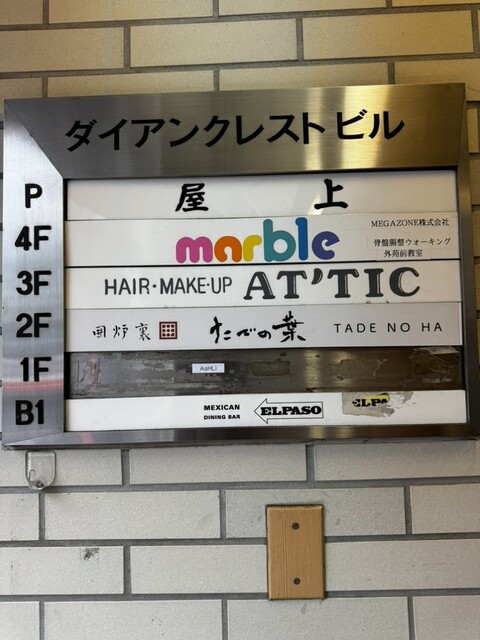 ダイアンクレストビル
P 屋上
4F marble MEGAZONE株式会社
骨盤腸整ウオーキング
外苑前教室
3F HAIR・MAKE・UP AT'TIC
2F 囲炉裏 たでの葉 TADE NO HA
1F
B1 MEXICAN
DINING BAR
ELPASO
ELPA